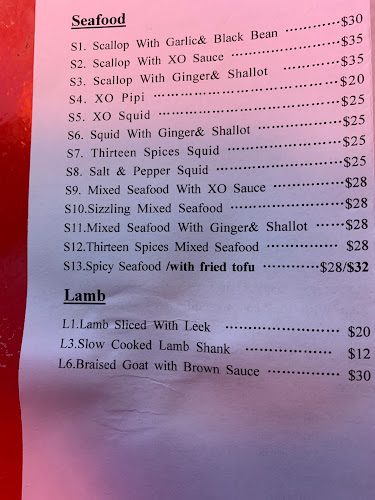 Seafood
S1. Scallop With Garlic& Black Bean ············ $30
S2. Scallop With XO Sauce ···················· $35
S3. Scallop With Ginger& Shallot ············ $35
S4. XO Pipi ·································· $20
S5. XO Squid ······························· $25
S6. Squid With Ginger& Shallot ················ $25
S7. Thirteen Spices Squid ····················· $25
S8. Salt & Pepper Squid ······················· $25
S9. Mixed Seafood With XO Sauce ············· $28
S10.Sizzling Mixed Seafood ···················· $28
S11.Mixed Seafood With Ginger& Shallot ······ $28
S12.Thirteen Spices Mixed Seafood ············ $28
S13.Spicy Seafood /with fried tofu ············ $28/$32
Lamb
L1.Lamb Sliced With Leek ···················· $20
L3.Slow Cooked Lamb Shank ················ $12
L6.Braised Goat with Brown Sauce ············· $30